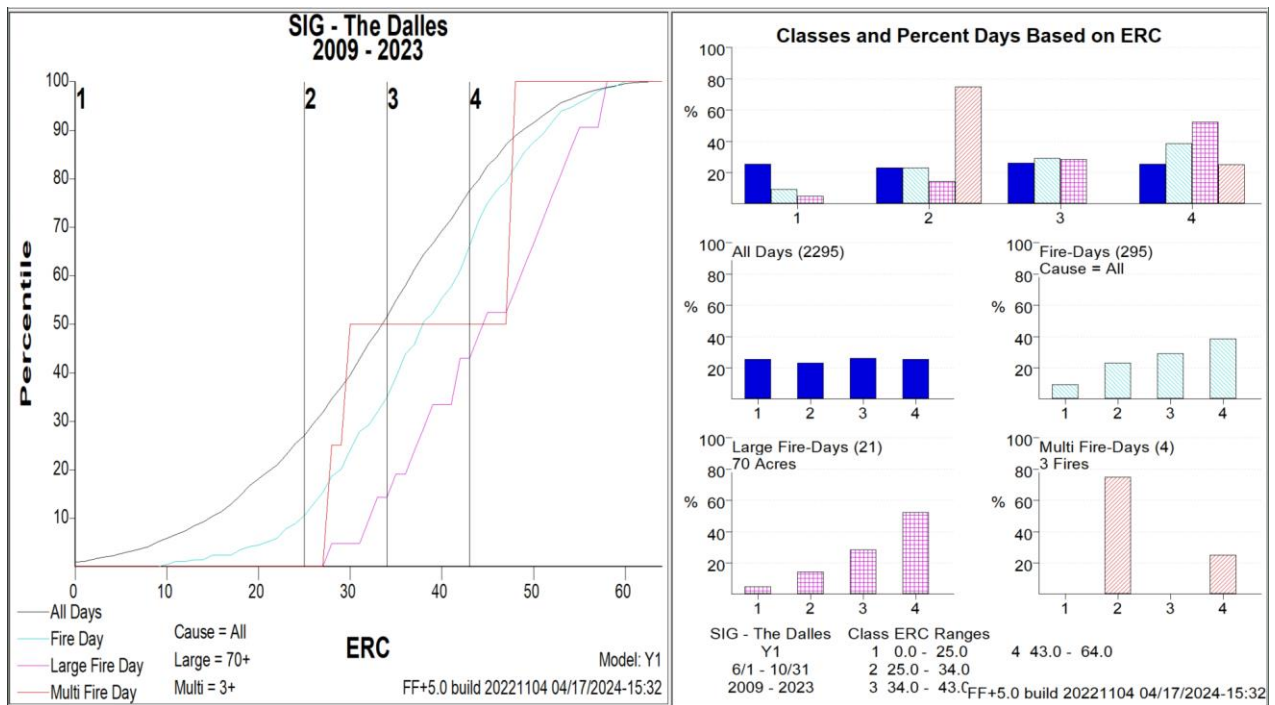 SIG - The Dalles
2009 - 2023
Percentile
100
90
80
70
60
50
40
30
20
10
1
2
3
4
0
10
20
30
40
50
60
ERC
All Days
Fire Day
Large Fire Day
Multi Fire Day
Cause = All
Large = 70+
Multi = 3+
Model: Y1
FF+5.0 build 20221104 04/17/2024-15:32
Classes and Percent Days Based on ERC
100
80
%
60
40
20
1 2 3 4
All Days (2295)
100
80
%
60
40
20
1 2 3 4
Fire-Days (295)
Cause = All
100
80
%
60
40
20
1 2 3 4
Large Fire-Days (21)
70 Acres
100
80
%
60
40
20
1 2 3 4
Multi Fire-Days (4)
3 Fires
100
80
%
60
40
20
1 2 3 4
SIG - The Dalles Class ERC Ranges
Y1 1 0.0 - 25.0 4 43.0 - 64.0
6/1 - 10/31 2 25.0 - 34.0
2009 - 2023 3 34.0 - 43.0
FF+5.0 build 20221104 04/17/2024-15:32